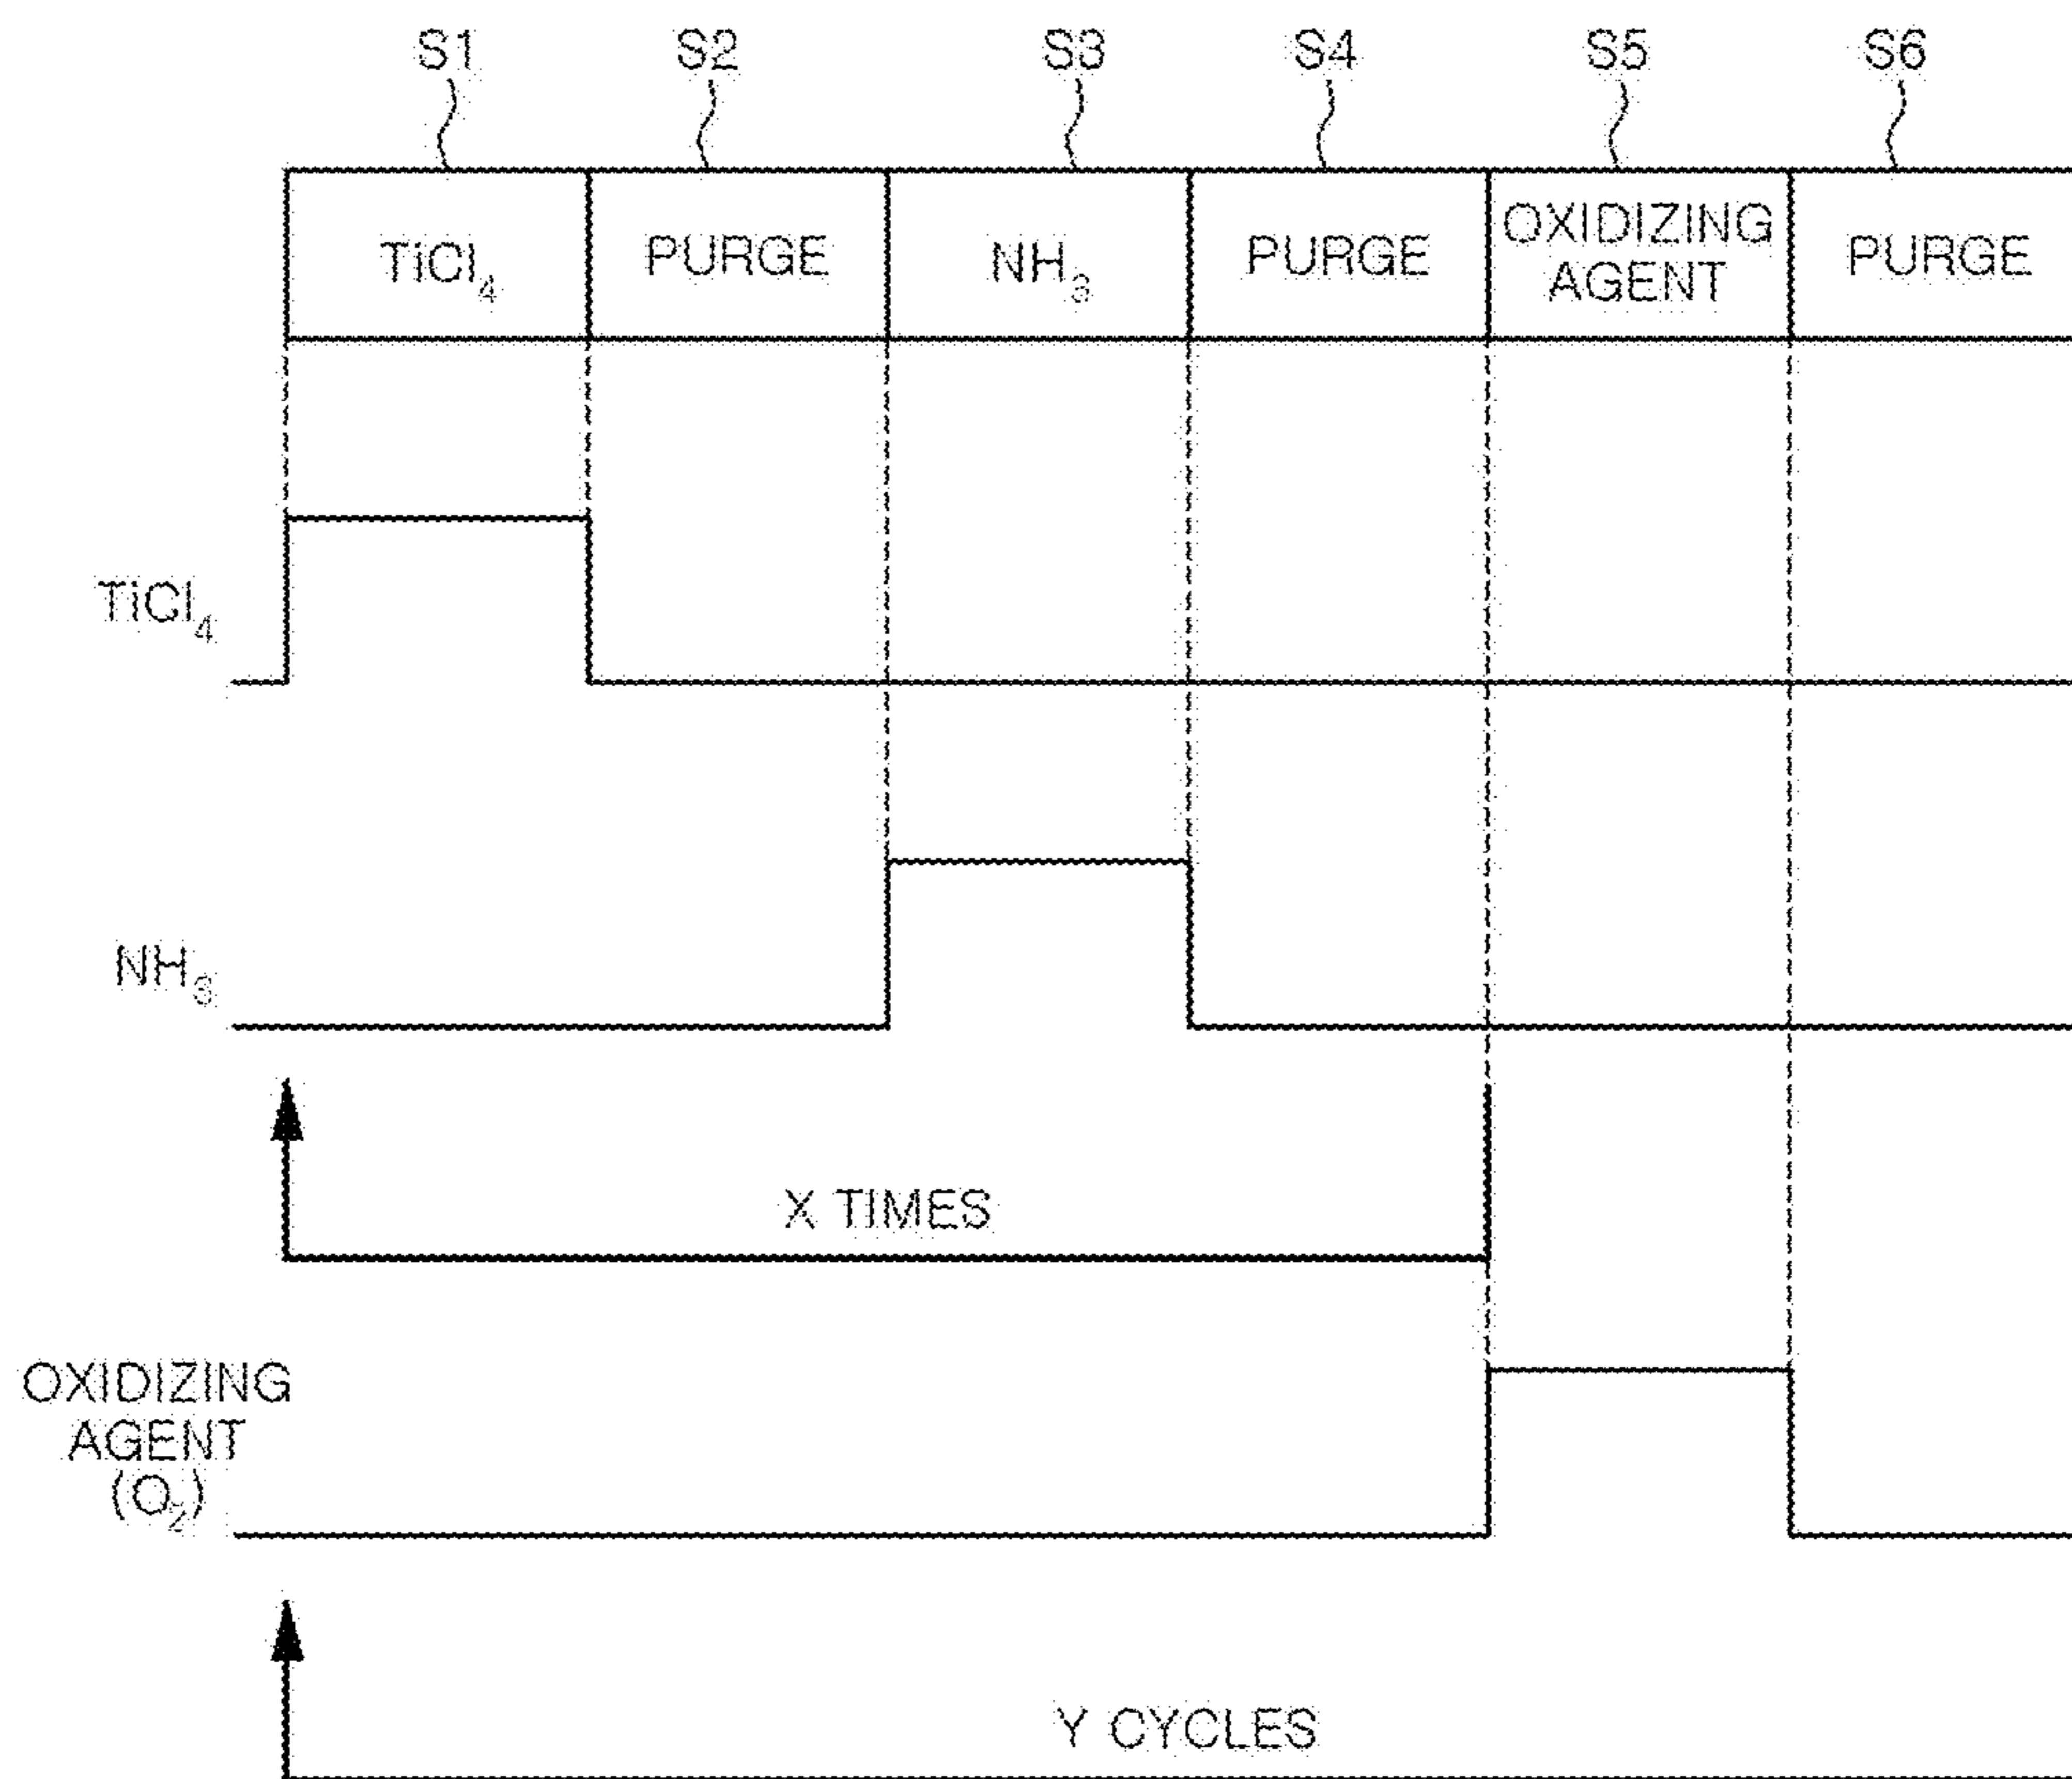 S1 S2 S3 S4 S5 S6
TiCl4 PURGE NH3 PURGE OXIDIZING AGENT PURGE
TiCl4
NH3
X TIMES
OXIDIZING
AGENT
(O2)
Y CYCLES